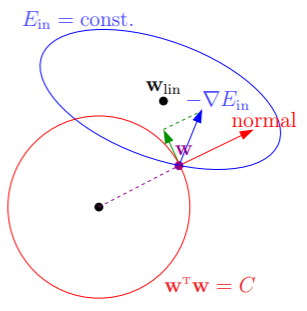 E_in = const.
w_lin
−∇E_in
normal
w
wᵀw = C